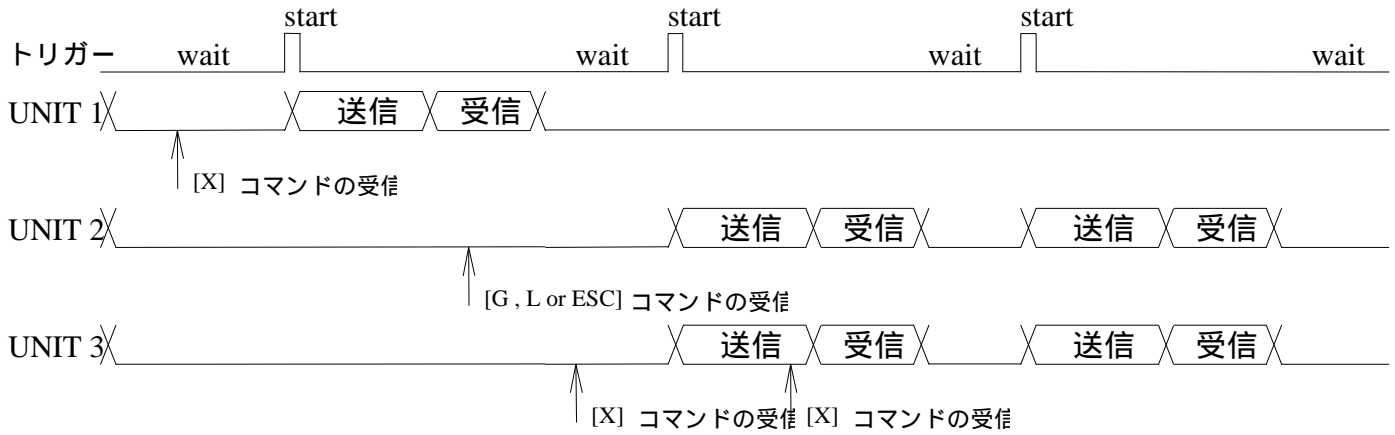 start start start
トリガー wait wait wait wait
UNIT 1 送信 受信
[X] コマンドの受信
UNIT 2 送信 受信 送信 受信
[G , L or ESC] コマンドの受信
UNIT 3 送信 受信 送信 受信
[X] コマンドの受信 [X] コマンドの受信